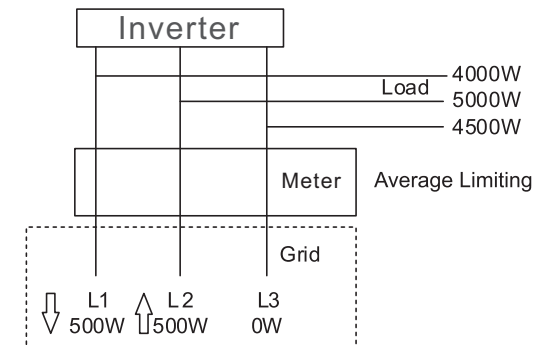 Inverter
4000W
Load
5000W
4500W
Meter
Average Limiting
Grid
L1 L2 L3
500W 500W 0W